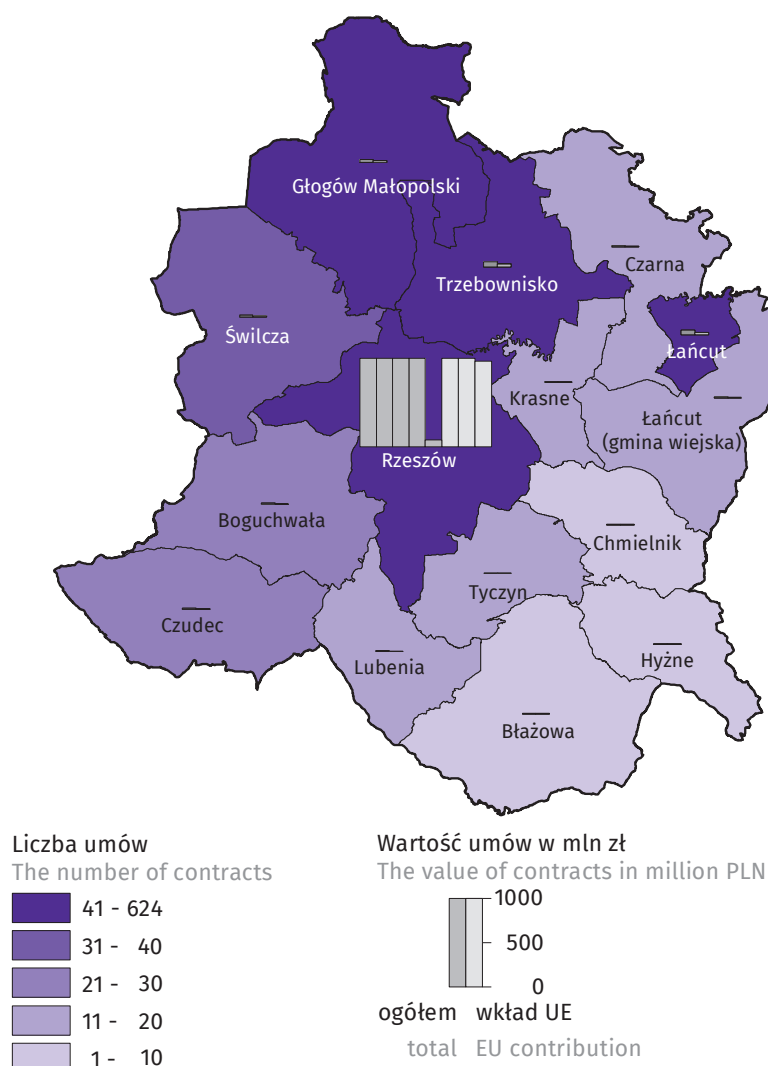 Głogów Małopolski
Trzebownisko
Czarna
Świlcza
Łańcut
Krasne
Łańcut
(gmina wiejska)
Rzeszów
Boguchwała
Chmielnik
Tyczyn
Czudec
Lubenia
Hyżne
Błażowa
Liczba umów
The number of contracts
41 - 624
31 - 40
21 - 30
11 - 20
1 - 10
Wartość umów w mln zł
The value of contracts in million PLN
1000
500
0
ogółem wkład UE
total EU contribution